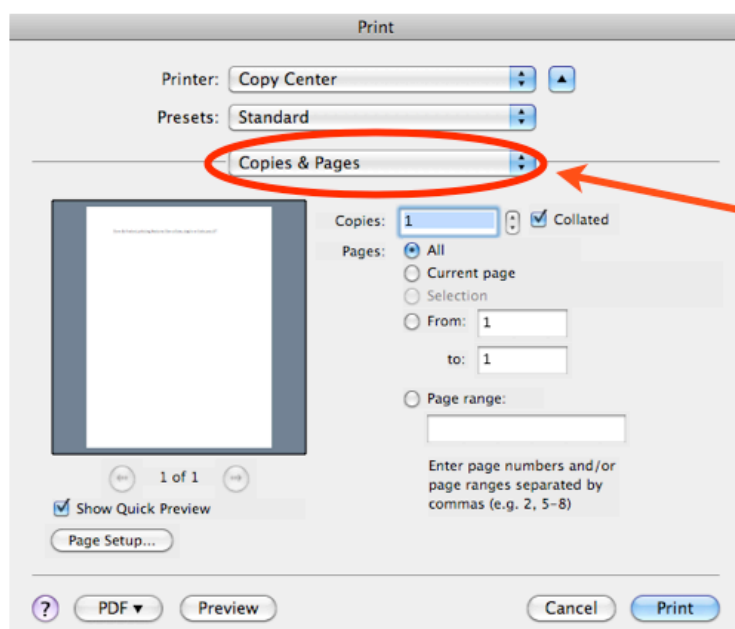 Print
Printer: Copy Center
Presets: Standard
Copies & Pages
Copies: 1 Collated
Pages: All
Current page
Selection
From: 1
to: 1
Page range:
Enter page numbers and/or
page ranges separated by
commas (e.g. 2, 5-8)
1 of 1
Show Quick Preview
Page Setup...
? PDF Preview Cancel Print